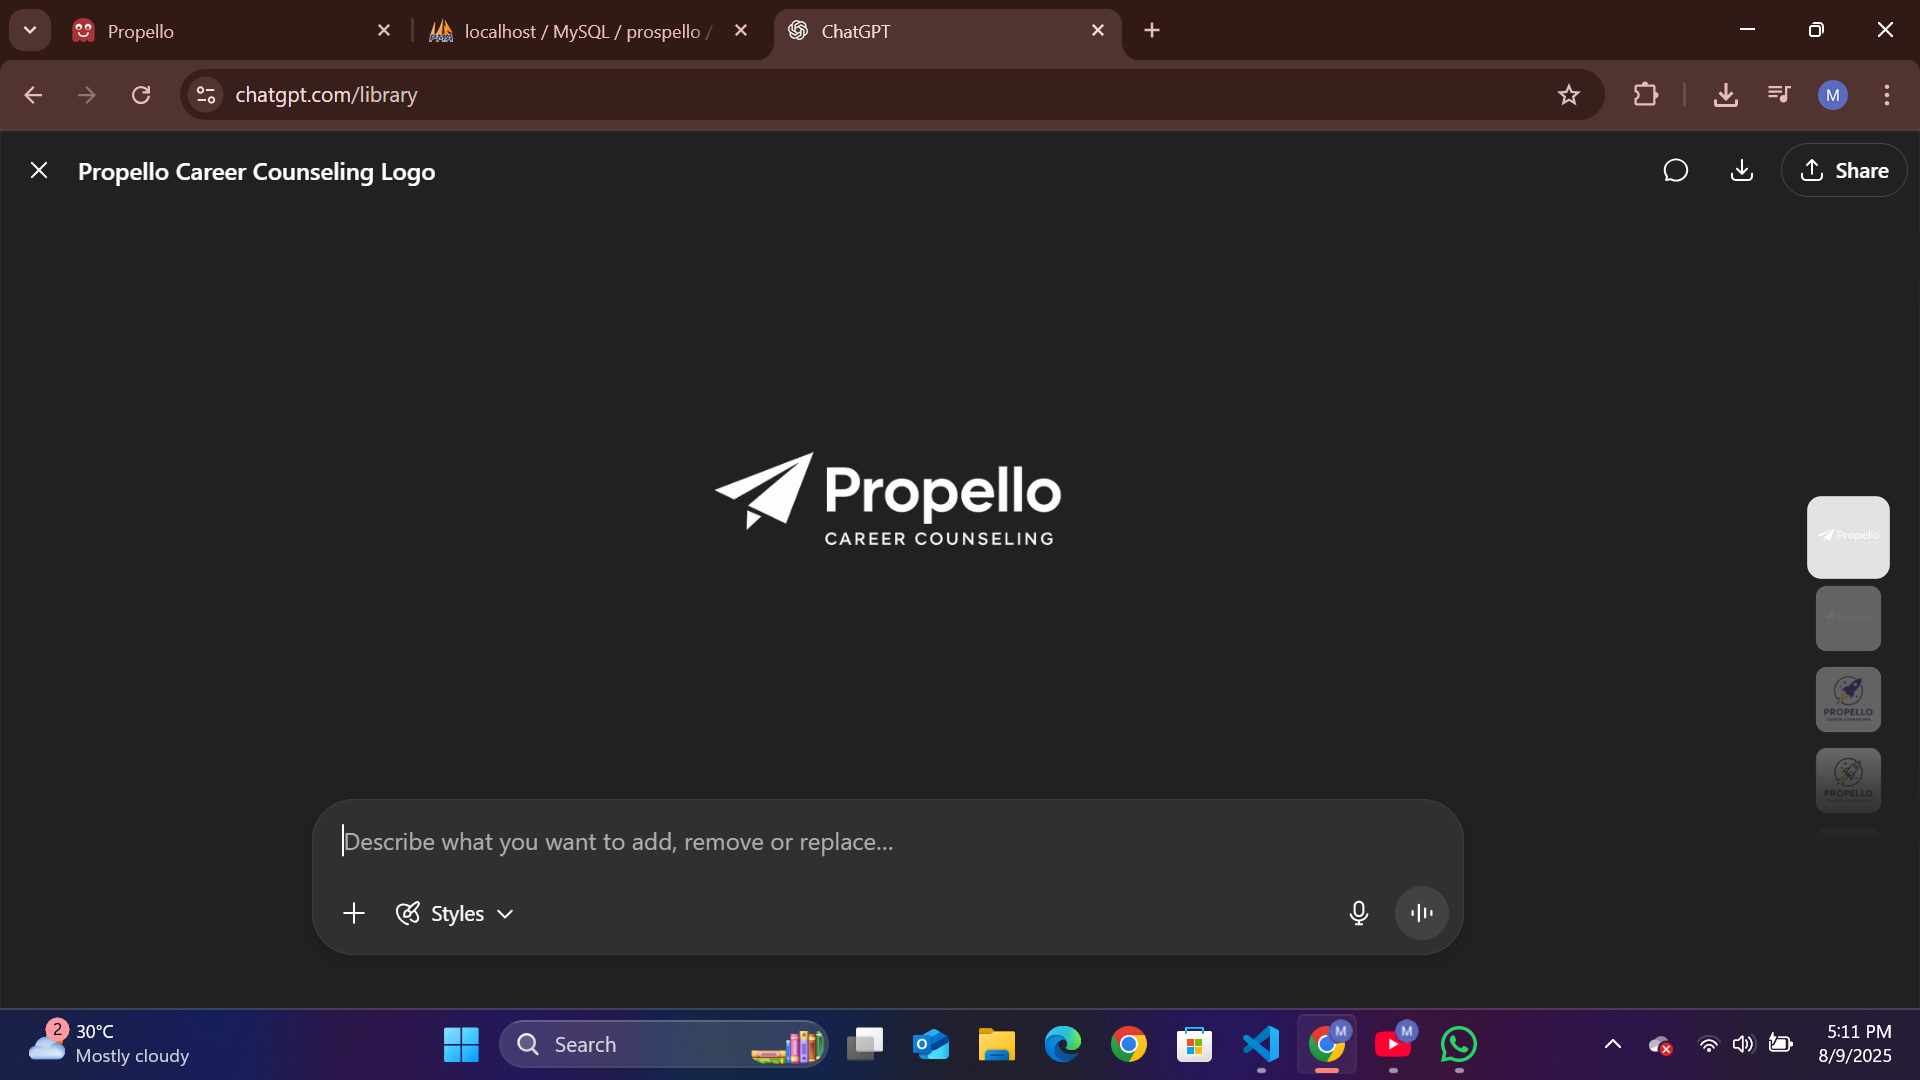 Propello
localhost / MySQL / prospello /
ChatGPT
chatgpt.com/library
M
Propello Career Counseling Logo
Share
Propello
CAREER COUNSELING
Propello
PROPELLO
PROPELLO
Describe what you want to add, remove or replace...
Styles
2
30°C
Mostly cloudy
Search
M
M
5:11 PM
8/9/2025